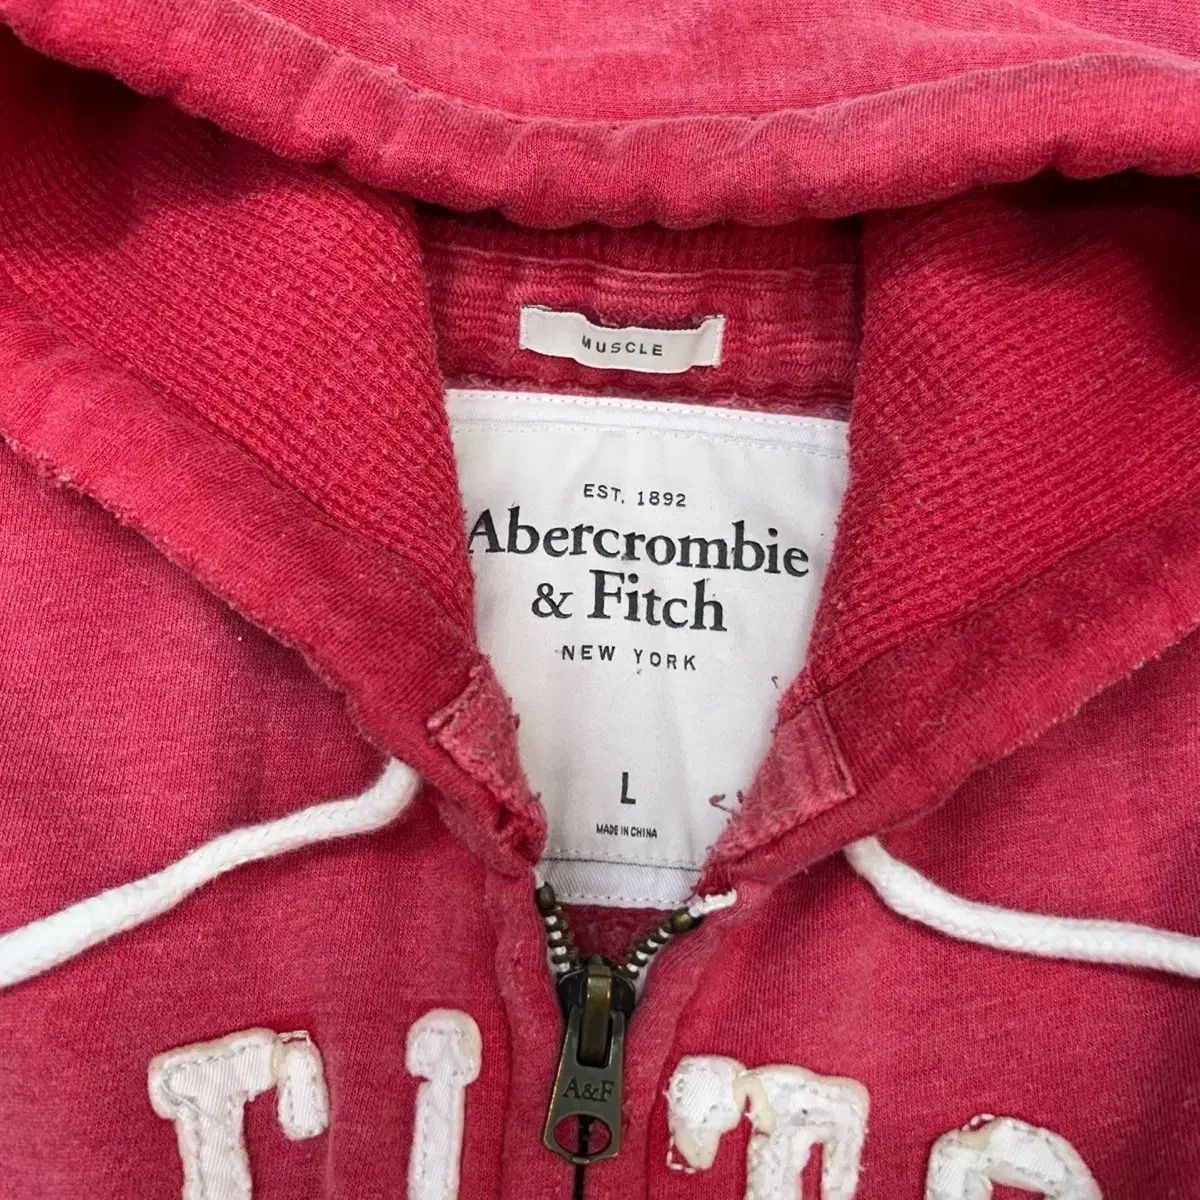 MUSCLE
EST. 1892
Abercrombie
& Fitch
NEW YORK
L
MADE IN CHINA
A&F